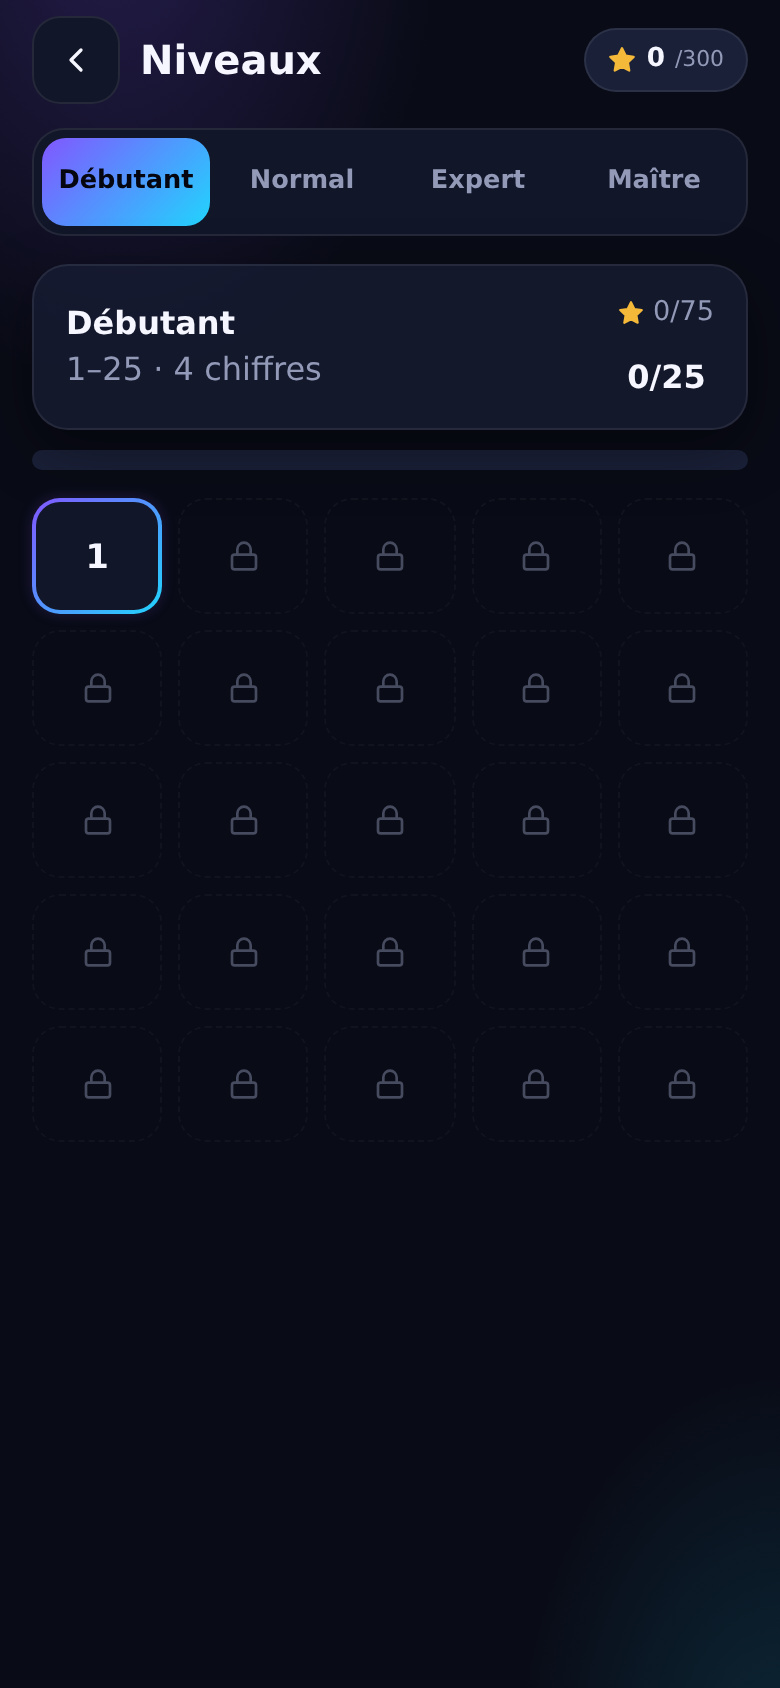 Niveaux
0 /300
Débutant Normal Expert Maître
Débutant
1–25 · 4 chiffres
0/75
0/25
1